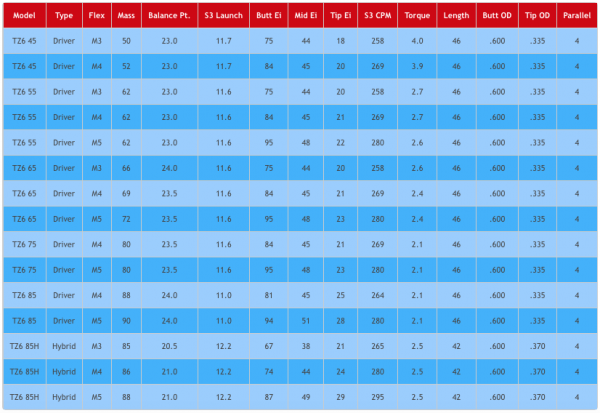 Model Type Flex Mass Balance Pt. S3 Launch Butt Ei Mid Ei Tip Ei S3 CPM Torque Length Butt OD Tip OD Parallel
TZ6 45 Driver M3 50 23.0 11.7 75 44 18 258 4.0 46 .600 .335 4
TZ6 45 Driver M4 52 23.0 11.7 84 45 20 269 3.9 46 .600 .335 4
TZ6 55 Driver M3 62 23.0 11.6 75 44 20 258 2.7 46 .600 .335 4
TZ6 55 Driver M4 62 23.0 11.6 84 45 21 269 2.7 46 .600 .335 4
TZ6 55 Driver M5 62 23.0 11.6 95 48 22 280 2.6 46 .600 .335 4
TZ6 65 Driver M3 66 24.0 11.6 75 44 20 258 2.6 46 .600 .335 4
TZ6 65 Driver M4 69 23.5 11.6 84 45 21 269 2.4 46 .600 .335 4
TZ6 65 Driver M5 72 23.5 11.6 95 48 23 280 2.4 46 .600 .335 4
TZ6 75 Driver M4 80 23.5 11.6 84 45 21 269 2.1 46 .600 .335 4
TZ6 75 Driver M5 80 23.5 11.6 95 48 23 280 2.1 46 .600 .335 4
TZ6 85 Driver M4 88 24.0 11.0 81 45 25 264 2.1 46 .600 .335 4
TZ6 85 Driver M5 90 24.0 11.0 94 51 28 280 2.1 46 .600 .335 4
TZ6 85H Hybrid M3 85 20.5 12.2 67 38 21 265 2.5 42 .600 .370 4
TZ6 85H Hybrid M4 86 21.0 12.2 74 44 24 280 2.5 42 .600 .370 4
TZ6 85H Hybrid M5 88 21.0 12.2 87 49 29 295 2.5 42 .600 .370 4